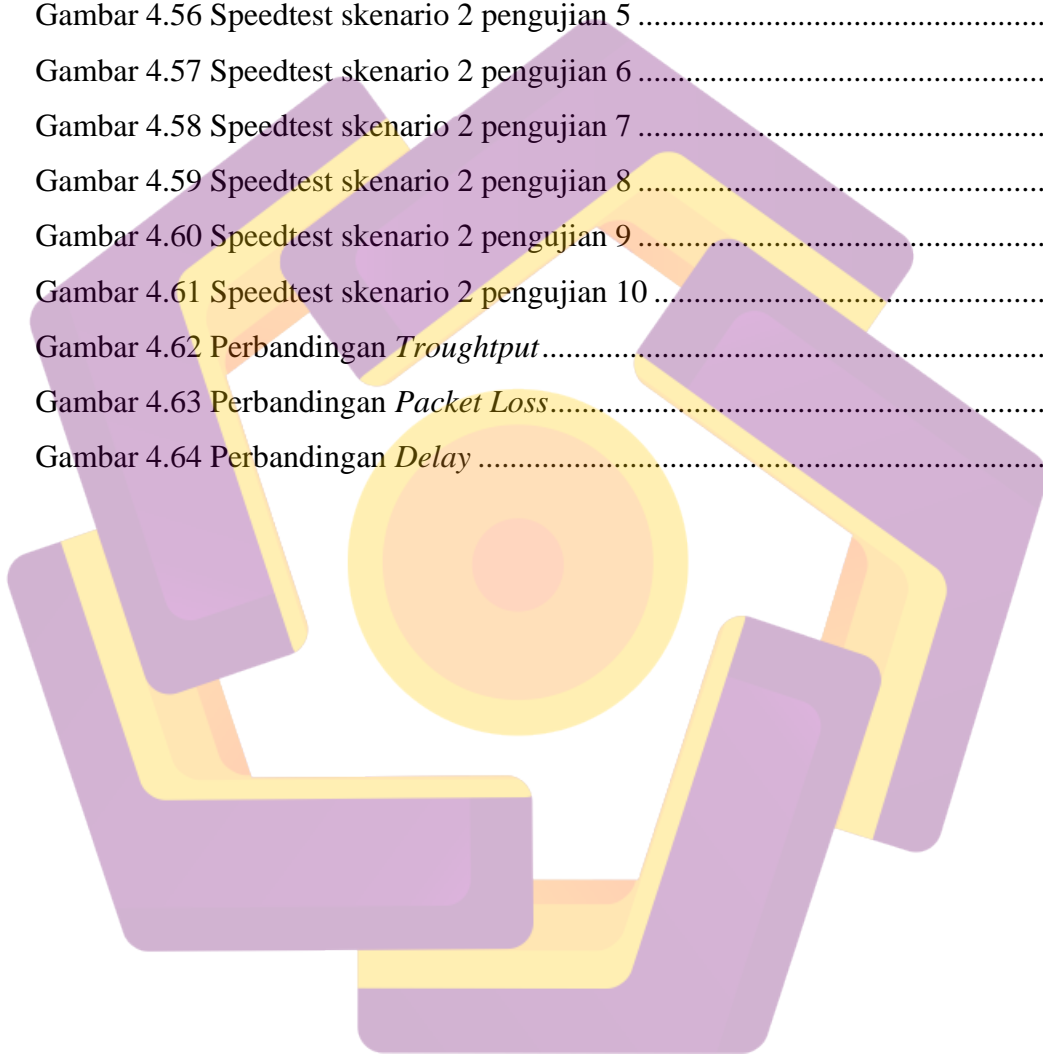 Gambar 4.56 Speedtest skenario 2 pengujian 5 ..................................................
Gambar 4.57 Speedtest skenario 2 pengujian 6 ..................................................
Gambar 4.58 Speedtest skenario 2 pengujian 7 ..................................................
Gambar 4.59 Speedtest skenario 2 pengujian 8 ..................................................
Gambar 4.60 Speedtest skenario 2 pengujian 9 ..................................................
Gambar 4.61 Speedtest skenario 2 pengujian 10 ................................................
Gambar 4.62 Perbandingan Troughtput ..............................................................
Gambar 4.63 Perbandingan Packet Loss .............................................................
Gambar 4.64 Perbandingan Delay ......................................................................